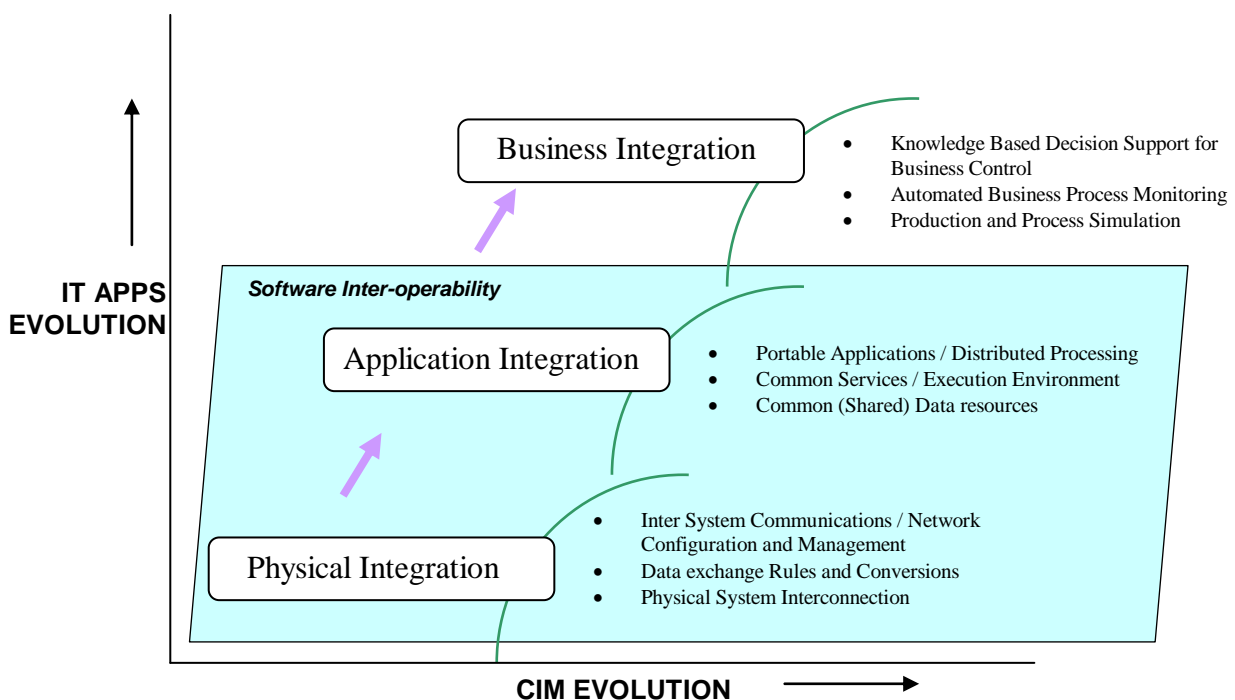 Business Integration
• Knowledge Based Decision Support for
Business Control
• Automated Business Process Monitoring
• Production and Process Simulation
IT APPS
EVOLUTION
Software Inter-operability
Application Integration
• Portable Applications / Distributed Processing
• Common Services / Execution Environment
• Common (Shared) Data resources
Physical Integration
• Inter System Communications / Network
Configuration and Management
• Data exchange Rules and Conversions
• Physical System Interconnection
CIM EVOLUTION